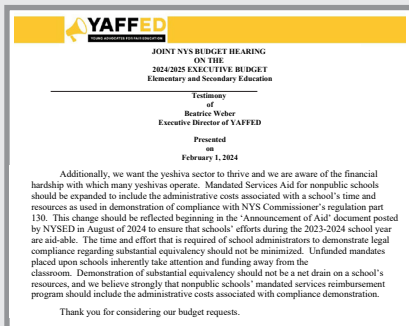 YAFFED
YOUNG ADVOCATES FOR FAIR EDUCATION
JOINT NYS BUDGET HEARING
ON THE
2024/2025 EXECUTIVE BUDGET
Elementary and Secondary Education
Testimony
of
Beatrice Weber
Executive Director of YAFFED
Presented
on
February 1, 2024
Additionally, we want the yeshiva sector to thrive and we are aware of the financial
hardship with which many yeshivas operate. Mandated Services Aid for nonpublic schools
should be expanded to include the administrative costs associated with a school's time and
resources as used in demonstration of compliance with NYS Commissioner's regulation part
130. This change should be reflected beginning in the 'Announcement of Aid' document posted
by NYSED in August of 2024 to ensure that schools' efforts during the 2023-2024 school year
are aid-able. The time and effort that is required of school administrators to demonstrate legal
compliance regarding substantial equivalency should not be minimized. Unfunded mandates
placed upon schools inherently take attention and funding away from the
classroom. Demonstration of substantial equivalency should not be a net drain on a school's
resources, and we believe strongly that nonpublic schools' mandated services reimbursement
program should include the administrative costs associated with compliance demonstration.
Thank you for considering our budget requests.